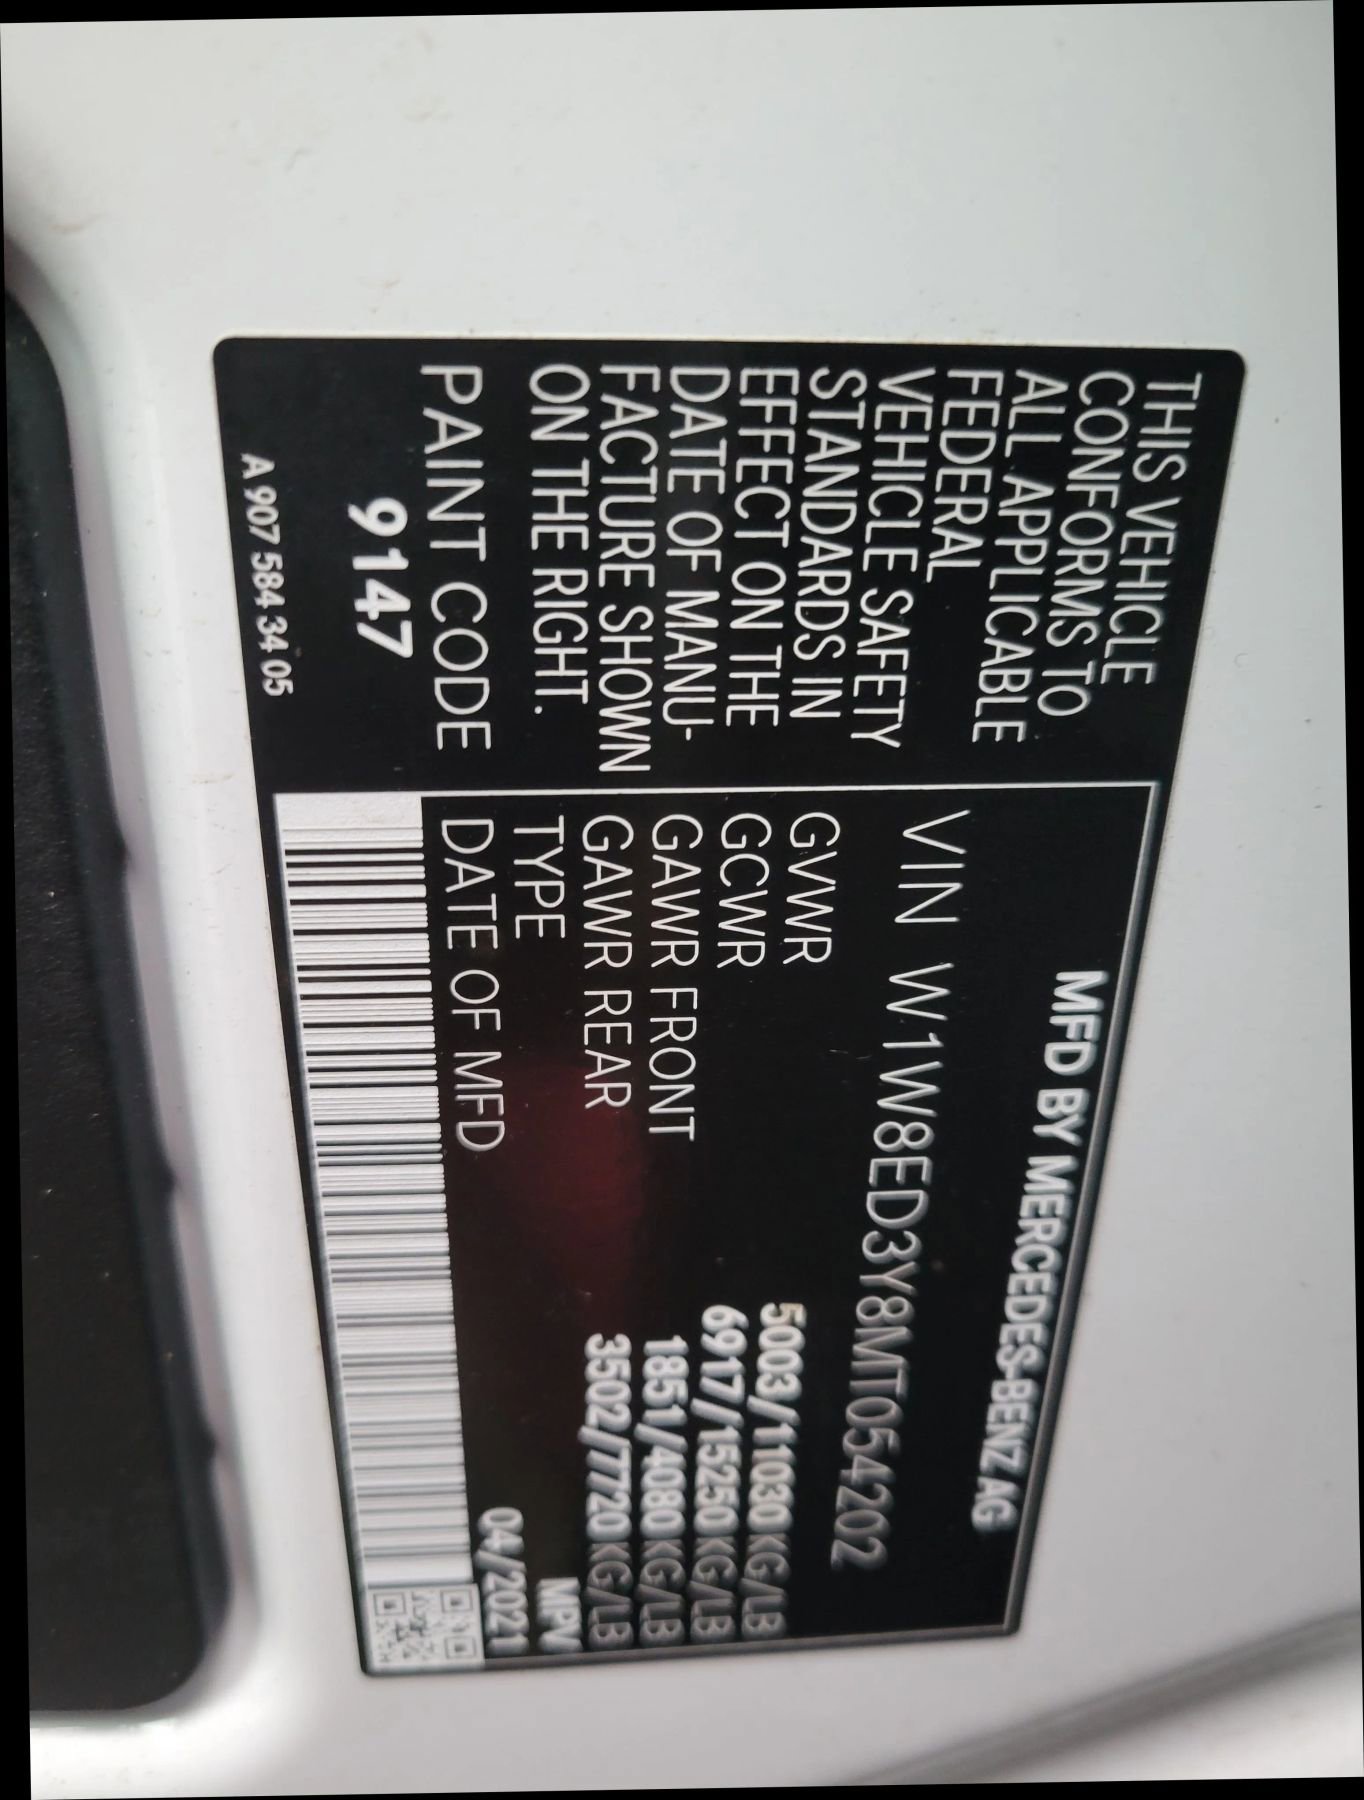 THIS VEHICLE
CONFORMS TO
ALL APPLICABLE
FEDERAL
VEHICLE SAFETY
STANDARDS IN
EFFECT ON THE
DATE OF MANU-
FACTURE SHOWN
ON THE RIGHT.
PAINT CODE
9147
A 907 584 34 05
MFD BY MERCEDES-BENZ AG
VIN W1W8ED3Y8MT054202
GVWR 5003/11030 KG/LB
GCWR 6917/15250 KG/LB
GAWR FRONT 1851/4080 KG/LB
GAWR REAR 3502/7720 KG/LB
TYPE MPV
DATE OF MFD 04/2021